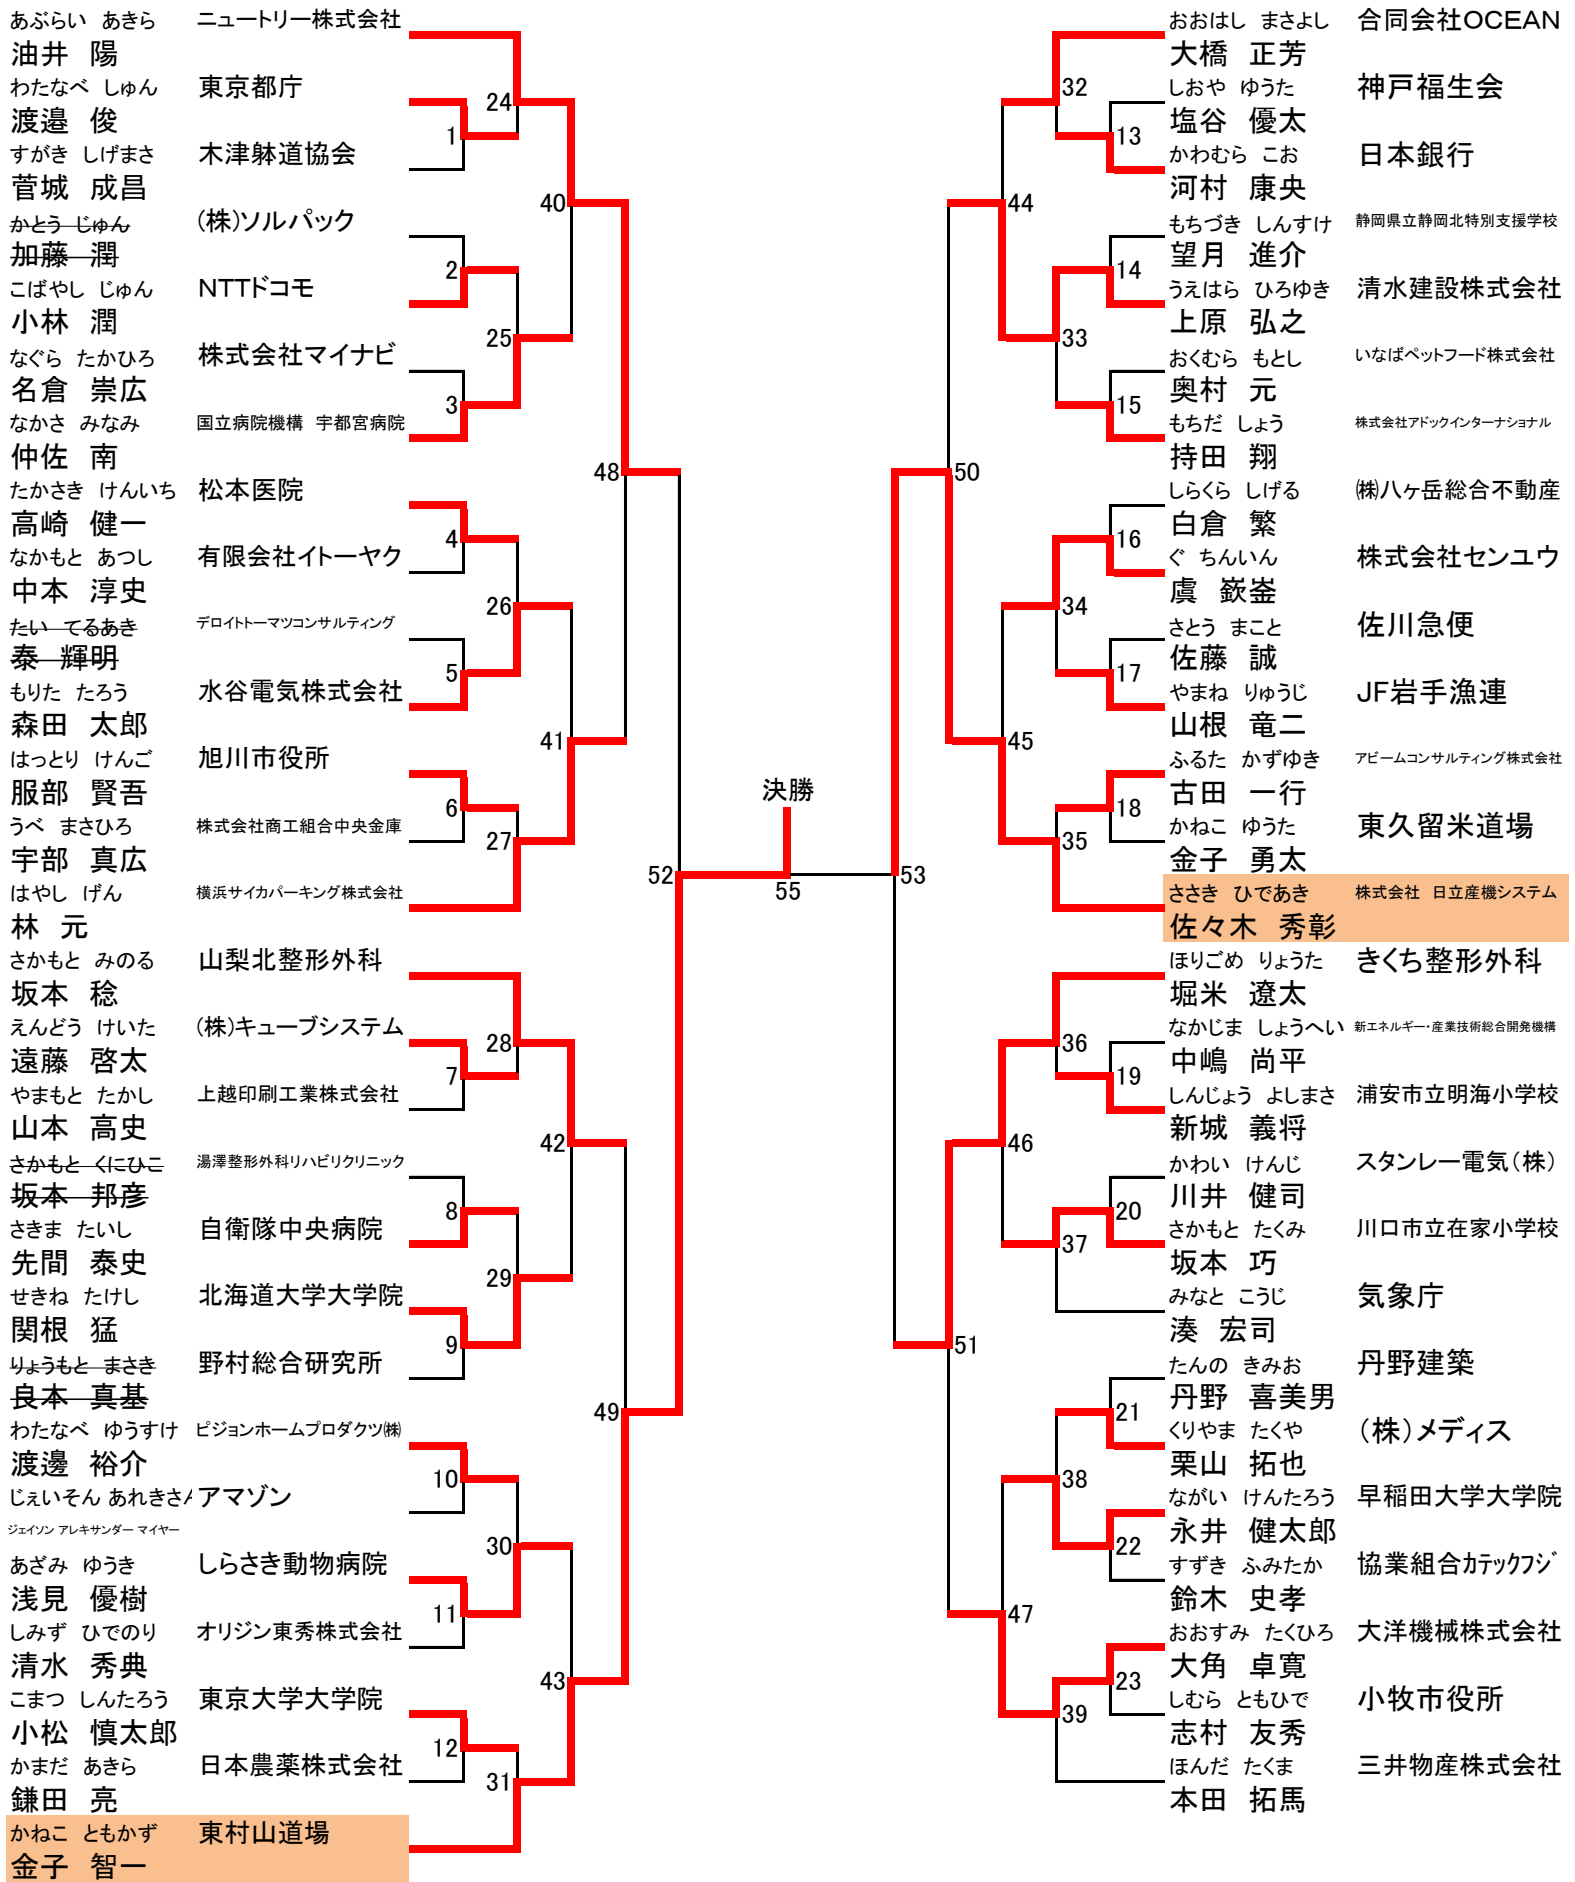 あぶらい あきら ニュートリー株式会社
油井 陽
わたなべ しゅん 東京都庁
渡邉 俊
すがき しげまさ 木津躰道協会
菅城 成昌
かとう じゅん (株)ソルパック
加藤 潤
こばやし じゅん NTTドコモ
小林 潤
なぐら たかひろ 株式会社マイナビ
名倉 崇広
なかさ みなみ 国立病院機構 宇都宮病院
仲佐 南
たかさき けんいち 松本医院
高崎 健一
なかもと あつし 有限会社イトーヤク
中本 淳史
たい てるあき デロイトトーマツコンサルティング
泰 輝明
もりた たろう 水谷電気株式会社
森田 太郎
はっとり けんご 旭川市役所
服部 賢吾
うべ まさひろ 株式会社商工組合中央金庫
宇部 真広
はやし げん 横浜サイカパーキング株式会社
林 元
さかもと みのる 山梨北整形外科
坂本 稔
えんどう けいた (株)キューブシステム
遠藤 啓太
やまもと たかし 上越印刷工業株式会社
山本 高史
さかもと くにひこ 湯澤整形外科リハビリクリニック
坂本 邦彦
さきま たいし 自衛隊中央病院
先間 泰史
せきね たけし 北海道大学大学院
関根 猛
りょうもと まさき 野村総合研究所
良本 真基
わたなべ ゆうすけ ピジョンホームプロダクツ㈱
渡邊 裕介
じぇいそん あれきさん アマゾン
ジェイソン アレキサンダー マイヤー
あざみ ゆうき しらさき動物病院
浅見 優樹
しみず ひでのり オリジン東秀株式会社
清水 秀典
こまつ しんたろう 東京大学大学院
小松 慎太郎
かまだ あきら 日本農薬株式会社
鎌田 亮
かねこ ともかず 東村山道場
金子 智一
1
2
3
4
5
6
7
8
9
10
11
12
24
25
26
27
28
29
30
31
40
41
42
43
48
49
52
決勝
55
53
50
51
44
45
46
47
32
33
34
35
36
37
38
39
13
14
15
16
17
18
19
20
21
22
23
おおはし まさよし 合同会社OCEAN
大橋 正芳
しおや ゆうた 神戸福生会
塩谷 優太
かわむら こお 日本銀行
河村 康央
もちづき しんすけ 静岡県立静岡北特別支援学校
望月 進介
うえはら ひろゆき 清水建設株式会社
上原 弘之
おくむら もとし いなばペットフード株式会社
奥村 元
もちだ しょう 株式会社アドックインターナショナル
持田 翔
しらくら しげる ㈱八ヶ岳総合不動産
白倉 繁
ぐ ちんいん 株式会社センユウ
虞 嶔崟
さとう まこと 佐川急便
佐藤 誠
やまね りゅうじ JF岩手漁連
山根 竜二
ふるた かずゆき アビームコンサルティング株式会社
古田 一行
かねこ ゆうた 東久留米道場
金子 勇太
ささき ひであき 株式会社 日立産機システム
佐々木 秀彰
ほりごめ りょうた きくち整形外科
堀米 遼太
なかじま しょうへい 新エネルギー・産業技術総合開発機構
中嶋 尚平
しんじょう よしまさ 浦安市立明海小学校
新城 義将
かわい けんじ スタンレー電気(株)
川井 健司
さかもと たくみ 川口市立在家小学校
坂本 巧
みなと こうじ 気象庁
湊 宏司
たんの きみお 丹野建築
丹野 喜美男
くりやま たくや (株)メディス
栗山 拓也
ながい けんたろう 早稲田大学大学院
永井 健太郎
すずき ふみたか 協業組合ｶﾃｯｸﾌｼﾞ
鈴木 史孝
おおすみ たくひろ 大洋機械株式会社
大角 卓寛
しむら ともひで 小牧市役所
志村 友秀
ほんだ たくま 三井物産株式会社
本田 拓馬